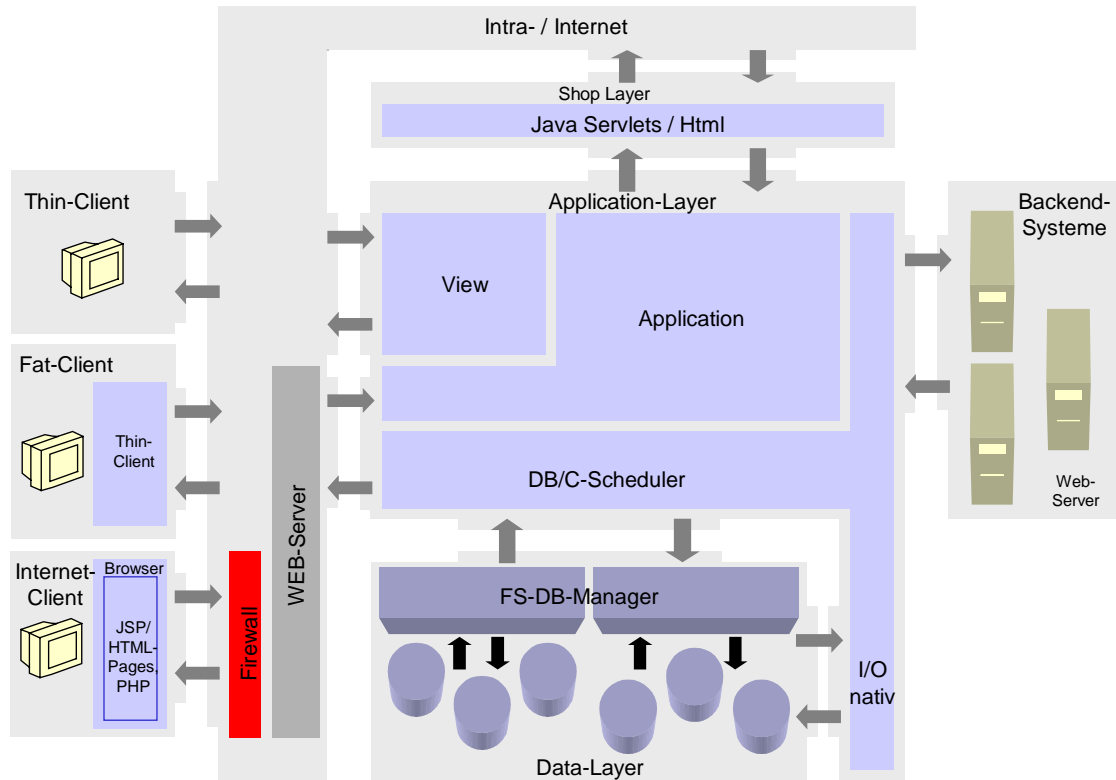 Intra- / Internet
Shop Layer
Java Servlets / Html
Thin-Client
Application-Layer
Backend-
Systeme
View
Application
Fat-Client
Thin-
Client
DB/C-Scheduler
Web-
Server
WEB-Server
Internet-
Client
Browser
JSP/
HTML-
Pages,
PHP
Firewall
FS-DB-Manager
I/O
nativ
Data-Layer